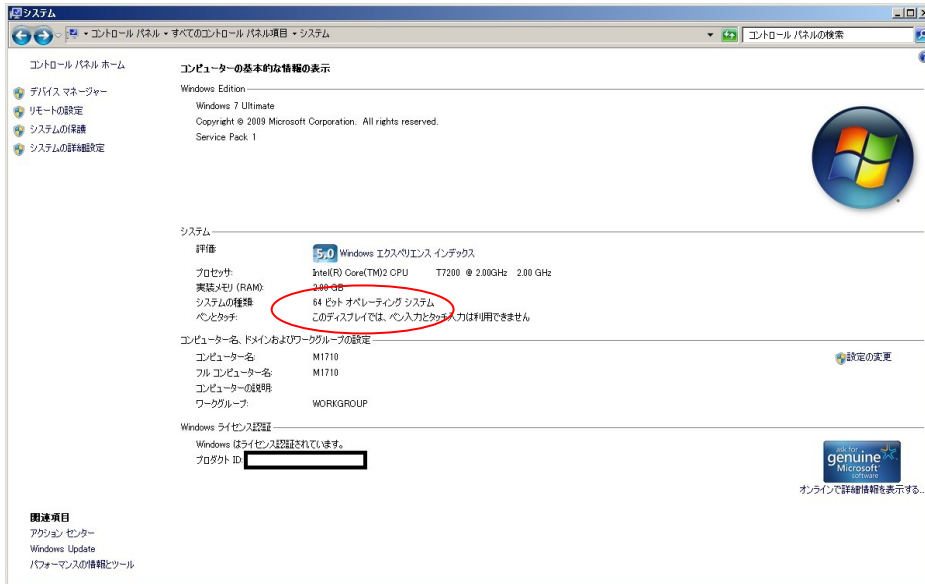 システム
コントロール パネル ▸ すべてのコントロール パネル項目 ▸ システム
コントロール パネルの検索
コントロール パネル ホーム
デバイス マネージャー
リモートの設定
システムの保護
システムの詳細設定
コンピューターの基本的な情報の表示
Windows Edition
Windows 7 Ultimate
Copyright © 2009 Microsoft Corporation. All rights reserved.
Service Pack 1
システム
評価:
5.0 Windows エクスペリエンス インデックス
プロセッサ: Intel(R) Core(TM)2 CPU T7200 @ 2.00GHz 2.00 GHz
実装メモリ (RAM): 2.00 GB
システムの種類: 64 ビット オペレーティング システム
ペンとタッチ: このディスプレイでは、ペン入力とタッチ入力は利用できません
コンピューター名、ドメインおよびワークグループの設定
コンピューター名: M1710
設定の変更
フル コンピューター名: M1710
コンピューターの説明:
ワークグループ: WORKGROUP
Windows ライセンス認証
Windows はライセンス認証されています。
プロダクト ID:
ask for
genuine
Microsoft
software
オンラインで詳細情報を表示する...
関連項目
アクション センター
Windows Update
パフォーマンスの情報とツール